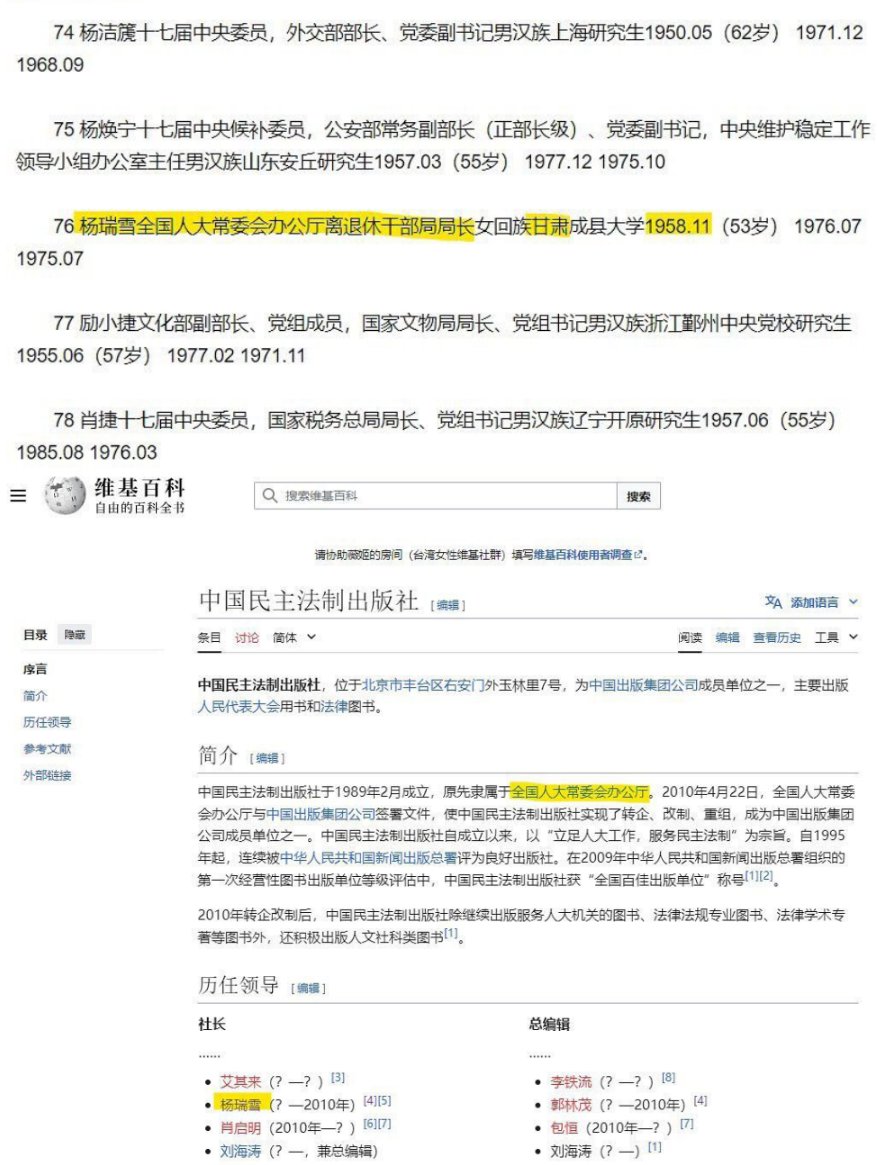 74 杨洁篪十七届中央委员，外交部部长、党委副书记男汉族上海研究生1950.05（62岁） 1971.12
1968.09
75 杨焕宁十七届中央候补委员，公安部常务副部长（正部长级）、党委副书记，中央维护稳定工作
领导小组办公室主任男汉族山东安丘研究生1957.03（55岁） 1977.12 1975.10
76 杨瑞雪全国人大常委会办公厅离退休干部局局长女回族甘肃成县大学1958.11（53岁） 1976.07
1975.07
77 励小捷文化部副部长、党组成员，国家文物局局长、党组书记男汉族浙江鄞州中央党校研究生
1955.06（57岁） 1977.02 1971.11
78 肖捷十七届中央委员，国家税务总局局长、党组书记男汉族辽宁开原研究生1957.06（55岁）
1985.08 1976.03
维基百科
自由的百科全书
搜索维基百科
搜索
请协助薇姬的房间（台湾女性维基社群）填写维基百科使用者调查。
中国民主法制出版社 [编辑]
文A 添加语言
目录 隐藏
序言
简介
历任领导
参考文献
外部链接
条目 讨论 简体
阅读 编辑 查看历史 工具
中国民主法制出版社，位于北京市丰台区右安门外玉林里7号，为中国出版集团公司成员单位之一，主要出版
人民代表大会用书和法律图书。
简介 [编辑]
中国民主法制出版社于1989年2月成立，原先隶属于全国人大常委会办公厅。2010年4月22日，全国人大常委
会办公厅与中国出版集团公司签署文件，使中国民主法制出版社实现了转企、改制、重组，成为中国出版集团
公司成员单位之一。中国民主法制出版社自成立以来，以“立足人大工作，服务民主法制”为宗旨。自1995
年起，连续被中华人民共和国新闻出版总署评为良好出版社。在2009年中华人民共和国新闻出版总署组织的
第一次经营性图书出版单位等级评估中，中国民主法制出版社获“全国百佳出版单位”称号[1][2]。
2010年转企改制后，中国民主法制出版社除继续出版服务人大机关的图书、法律法规专业图书、法律学术专
著等图书外，还积极出版人文社科类图书[1]。
历任领导 [编辑]
社长
......
艾其来（？—？）[3]
杨瑞雪（？—2010年）[4][5]
肖启明（2010年—？）[6][7]
刘海涛（？—，兼总编辑）
总编辑
......
李铁流（？—？）[8]
郭林茂（？—2010年）[4]
包恒（2010年—？）[7]
刘海涛（？—）[1]